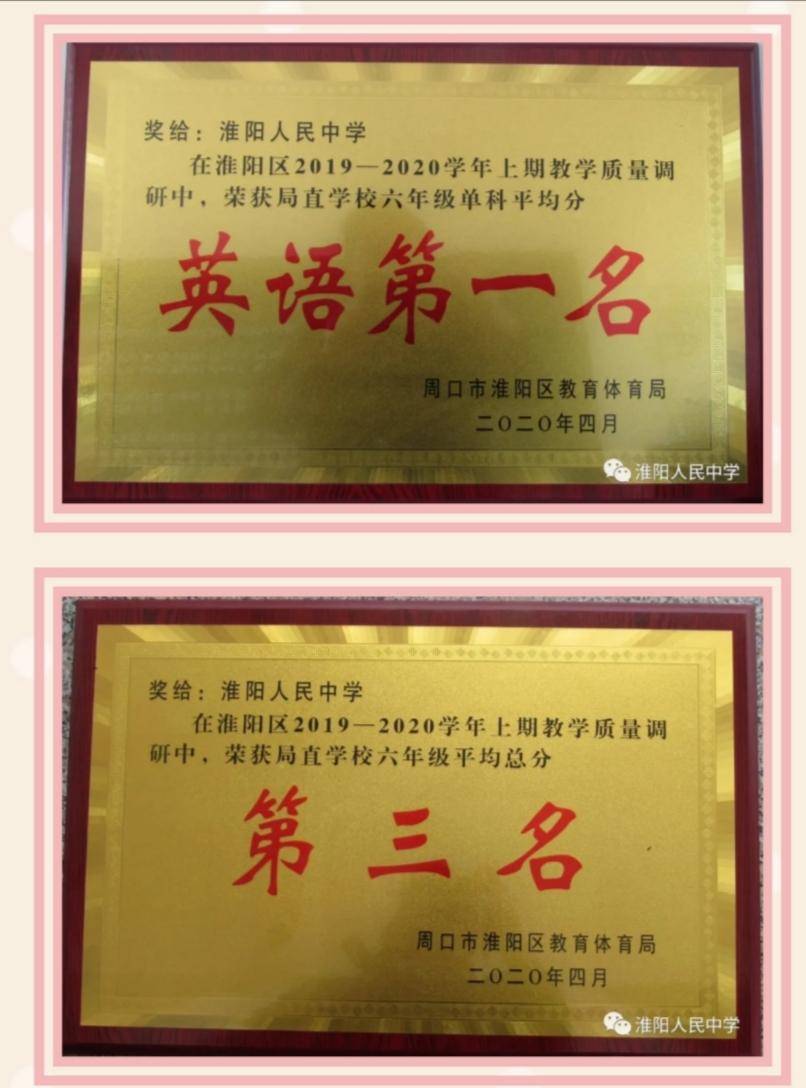 奖给：淮阳人民中学
在淮阳区2019—2020学年上期教学质量调
研中，荣获局直学校六年级单科平均分
英语第一名
周口市淮阳区教育体育局
二〇二〇年四月
淮阳人民中学
奖给：淮阳人民中学
在淮阳区2019—2020学年上期教学质量调
研中，荣获局直学校六年级平均总分
第三名
周口市淮阳区教育体育局
二〇二〇年四月
淮阳人民中学